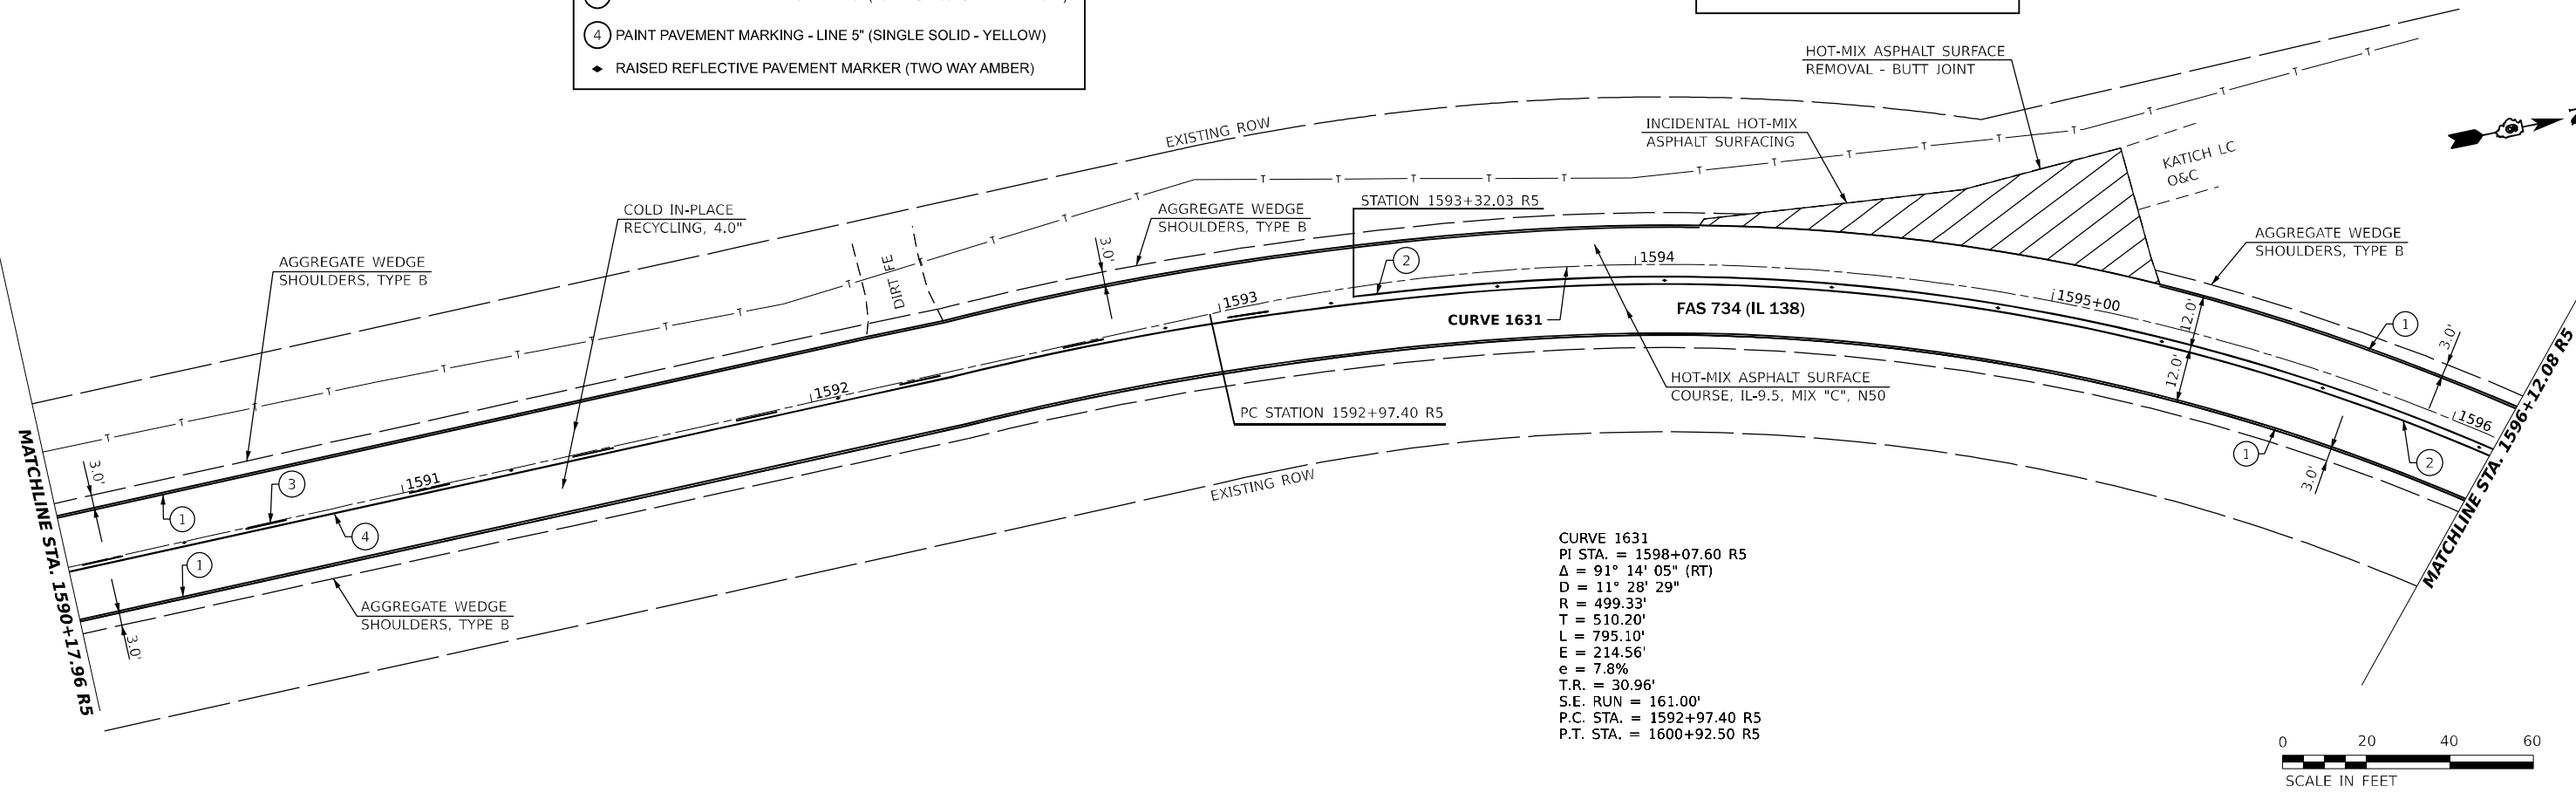 4 PAINT PAVEMENT MARKING - LINE 5" (SINGLE SOLID - YELLOW)
RAISED REFLECTIVE PAVEMENT MARKER (TWO WAY AMBER)
HOT-MIX ASPHALT SURFACE
REMOVAL - BUTT JOINT
EXISTING ROW
INCIDENTAL HOT-MIX
ASPHALT SURFACING
KATICH LC
O&C
COLD IN-PLACE
RECYCLING, 4.0"
AGGREGATE WEDGE
SHOULDERS, TYPE B
STATION 1593+32.03 R5
AGGREGATE WEDGE
SHOULDERS, TYPE B
AGGREGATE WEDGE
SHOULDERS, TYPE B
DIRT FE
3.0'
2
1594
1593
1595+00
CURVE 1631
FAS 734 (IL 138)
12.0'
12.0'
1
3.0'
HOT-MIX ASPHALT SURFACE
COURSE, IL-9.5, MIX "C", N50
PC STATION 1592+97.40 R5
1592
1596
MATCHLINE STA. 1596+12.08 R5
MATCHLINE STA. 1590+17.96 R5
3.0'
1591
3
1
4
1
1
2
3.0'
EXISTING ROW
3.0'
AGGREGATE WEDGE
SHOULDERS, TYPE B
CURVE 1631
PI STA. = 1598+07.60 R5
Δ = 91° 14' 05" (RT)
D = 11° 28' 29"
R = 499.33'
T = 510.20'
L = 795.10'
E = 214.56'
e = 7.8%
T.R. = 30.96'
S.E. RUN = 161.00'
P.C. STA. = 1592+97.40 R5
P.T. STA. = 1600+92.50 R5
0 20 40 60
SCALE IN FEET